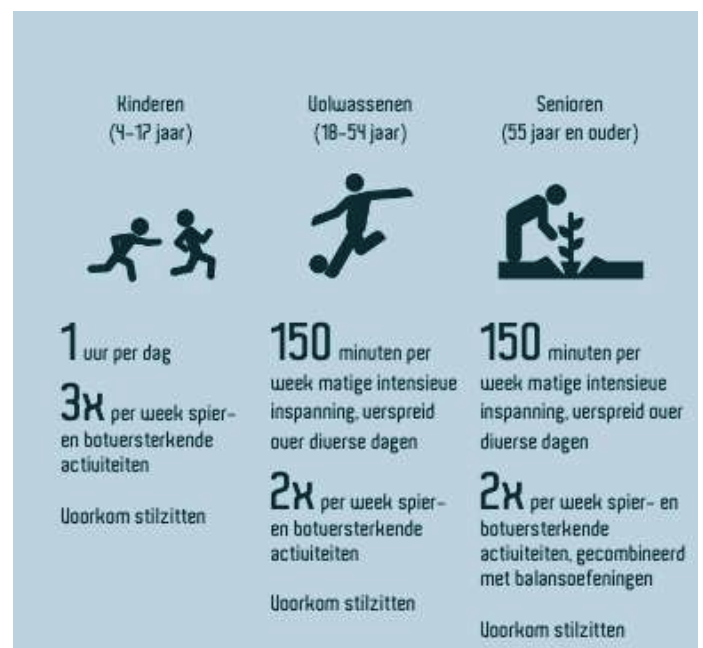 Kinderen
(4-17 jaar)
1 uur per dag
3x per week spier-
en botversterkende
activiteiten
Voorkom stilzitten
Volwassenen
(18-54 jaar)
150 minuten per
week matige intensieve
inspanning, verspreid
over diverse dagen
2x per week spier-
en botversterkende
activiteiten
Voorkom stilzitten
Senioren
(55 jaar en ouder)
150 minuten per
week matige intensieve
inspanning, verspreid over
diverse dagen
2x per week spier- en
botversterkende
activiteiten, gecombineerd
met balansoefeningen
Voorkom stilzitten